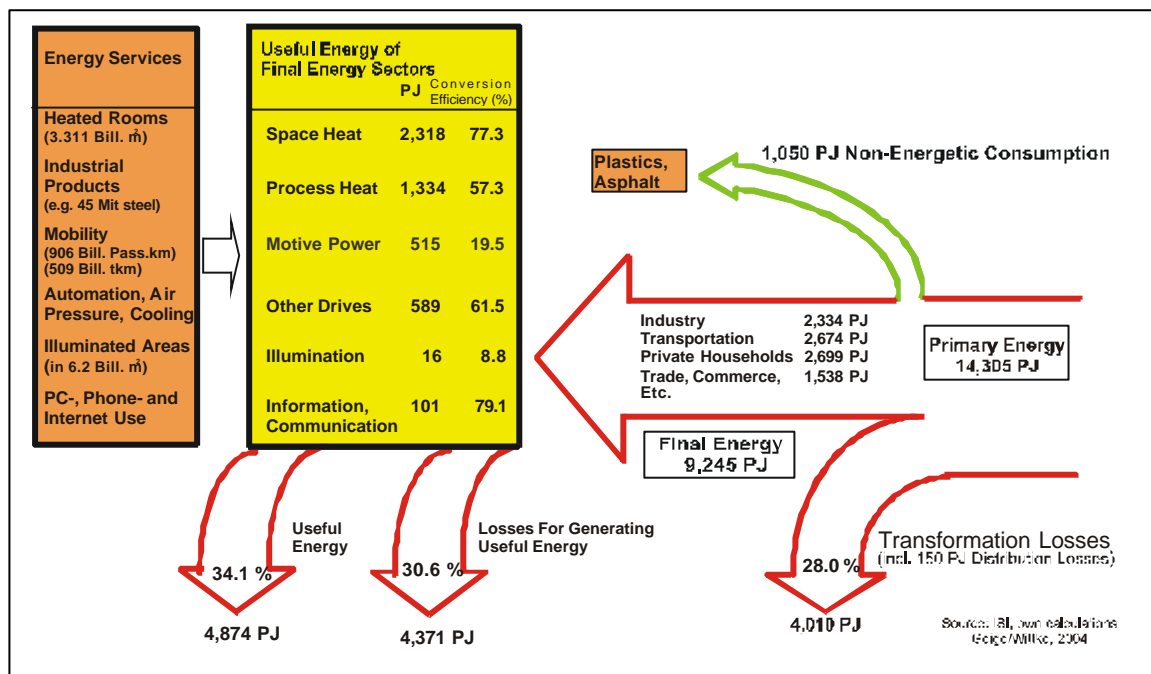 Energy Services
Heated Rooms
(3.311 Bill. ㎡)
Industrial
Products
(e.g. 45 Mit steel)
Mobility
(906 Bill. Pass.km)
(509 Bill. tkm)
Automation, Air
Pressure, Cooling
Illuminated Areas
(in 6.2 Bill. ㎡)
PC-, Phone- and
Internet Use
Useful Energy of
Final Energy Sectors
PJ Conversion
Efficiency (%)
Space Heat 2,318 77.3
Process Heat 1,334 57.3
Motive Power 515 19.5
Other Drives 589 61.5
Illumination 16 8.8
Information, 101 79.1
Communication
Plastics,
Asphalt
1,050 PJ Non-Energetic Consumption
Industry 2,334 PJ
Transportation 2,674 PJ
Private Households 2,699 PJ
Trade, Commerce, 1,538 PJ
Etc.
Primary Energy
14,305 PJ
Final Energy
9,245 PJ
Useful
Energy
34.1 %
4,874 PJ
Losses For Generating
Useful Energy
30.6 %
4,371 PJ
Transformation Losses
(incl. 150 PJ Distribution Losses)
28.0 %
4,010 PJ
Source: ISI, own calculations
2004